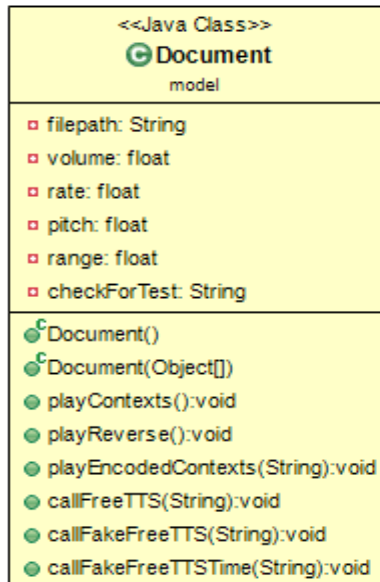 <<Java Class>>
Document
model
filepath: String
volume: float
rate: float
pitch: float
range: float
checkForTest: String
Document()
Document(Object[])
playContexts():void
playReverse():void
playEncodedContexts(String):void
callFreeTTS(String):void
callFakeFreeTTS(String):void
callFakeFreeTTSTime(String):void